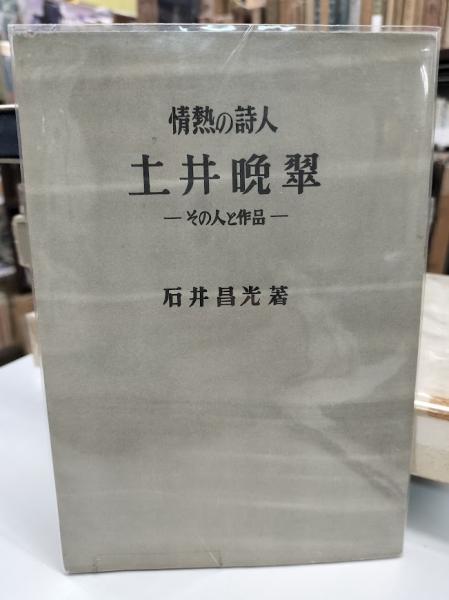 情熱の詩人
土井晩翠
―その人と作品―
石井昌光著